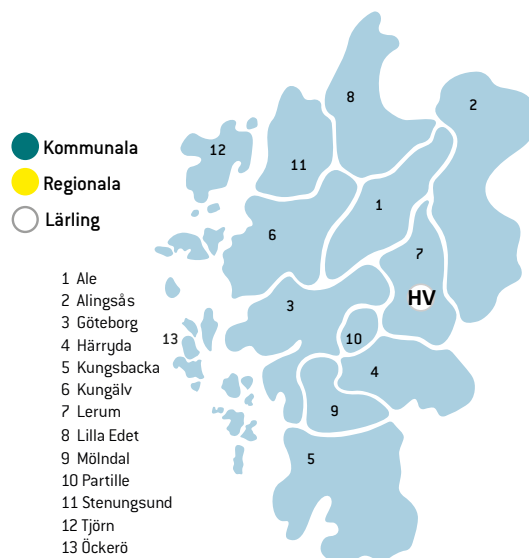 8
2
12
11
1
6
7
HV
3
13
10
4
9
5
Kommunala
Regionala
Lärling
1 Ale
2 Alingsås
3 Göteborg
4 Härryda
5 Kungsbacka
6 Kungälv
7 Lerum
8 Lilla Edet
9 Mölndal
10 Partille
11 Stenungsund
12 Tjörn
13 Öckerö